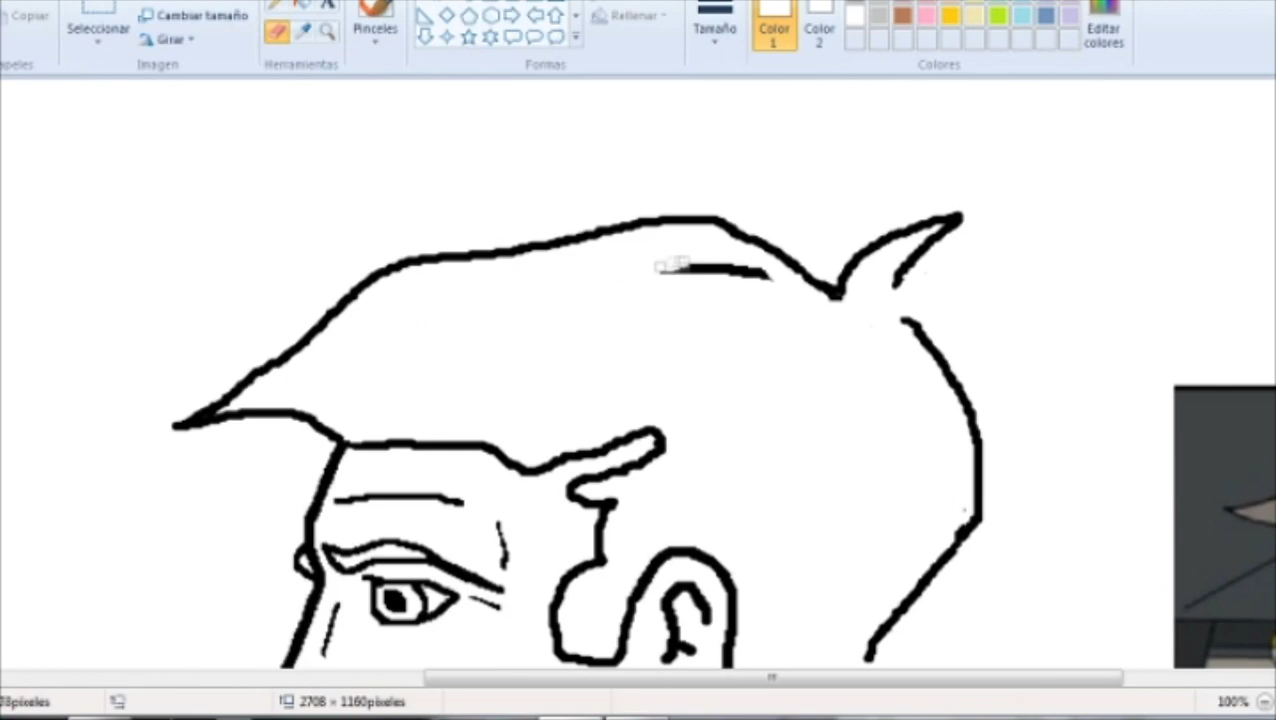 Copiar
Cambiar tamaño
Seleccionar
Girar
Pinceles
Rellenar
Tamaño
Color
1
Color
2
Editar
colores
Imagen
Herramientas
Formas
Colores
2708 × 1160píxeles
100%